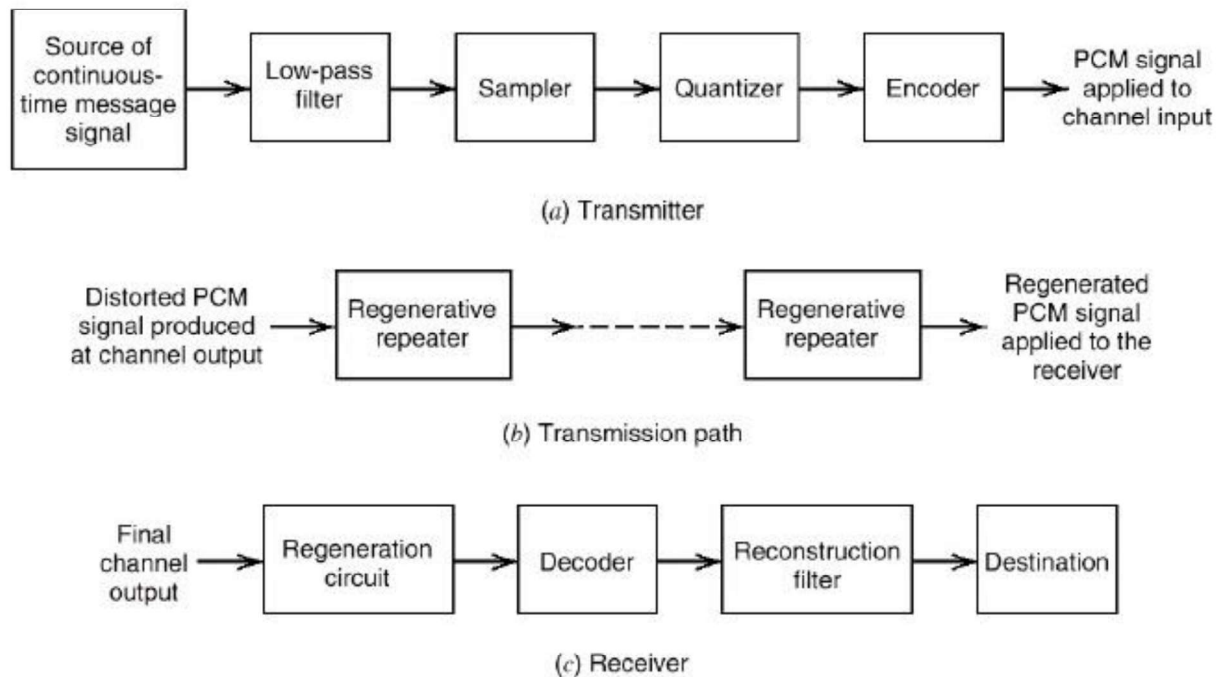 Source of
continuous-
time message
signal
Low-pass
filter
Sampler
Quantizer
Encoder
PCM signal
applied to
channel input
(a) Transmitter
Distorted PCM
signal produced
at channel output
Regenerative
repeater
Regenerative
repeater
Regenerated
PCM signal
applied to the
receiver
(b) Transmission path
Final
channel
output
Regeneration
circuit
Decoder
Reconstruction
filter
Destination
(c) Receiver